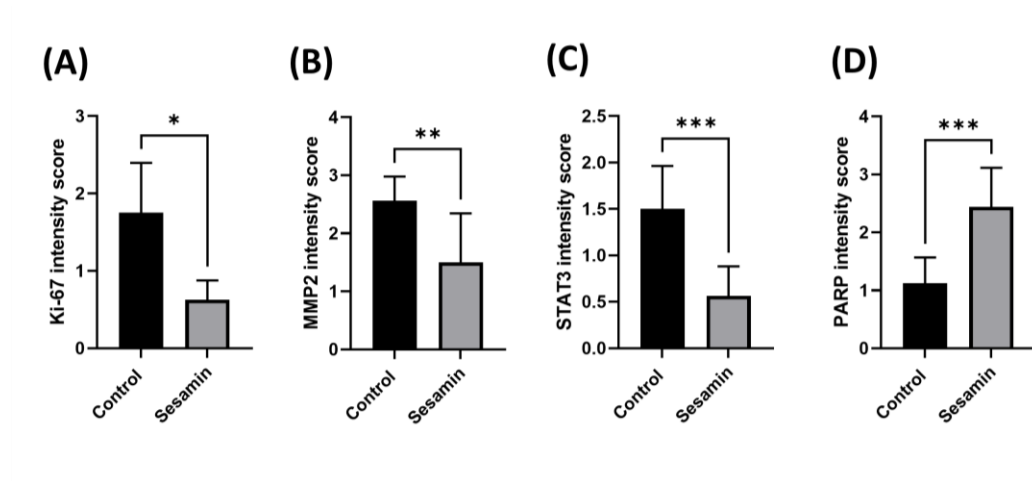 (A)
Ki-67 intensity score
3
2
1
0
*
Control
Sesamin
(B)
MMP2 intensity score
4
3
2
1
0
**
Control
Sesamin
(C)
STAT3 intensity score
2.5
2.0
1.5
1.0
0.5
0.0
***
Control
Sesamin
(D)
PARP intensity score
4
3
2
1
0
***
Control
Sesamin